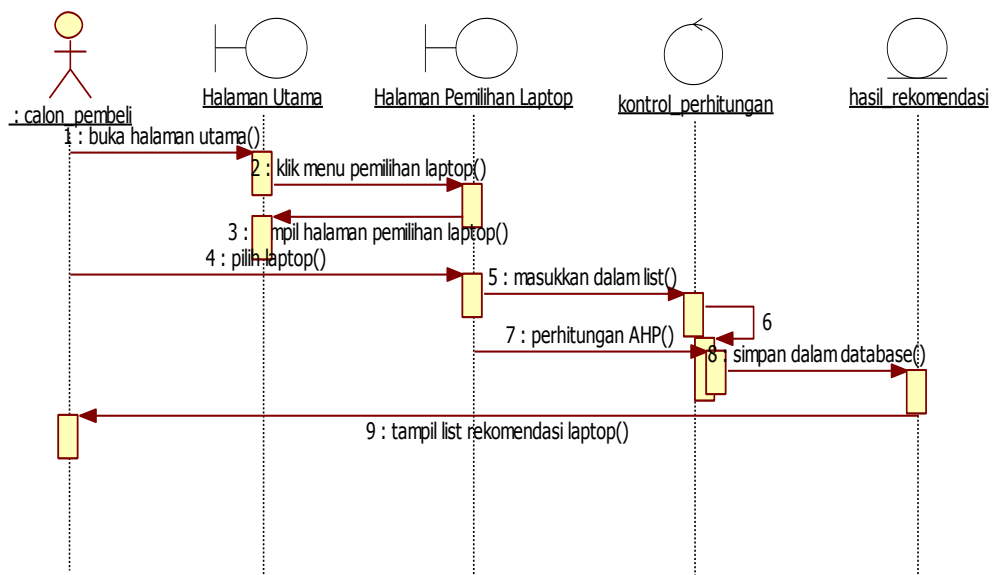 : calon_pembeli
Halaman Utama
Halaman Pemilihan Laptop
kontrol_perhitungan
hasil_rekomendasi
1 : buka halaman utama()
2 : klik menu pemilihan laptop()
3 : mpil halaman pemilihan laptop()
4 : pilih laptop()
5 : masukkan dalam list()
6
7 : perhitungan AHP()
8 : simpan dalam database()
9 : tampil list rekomendasi laptop()